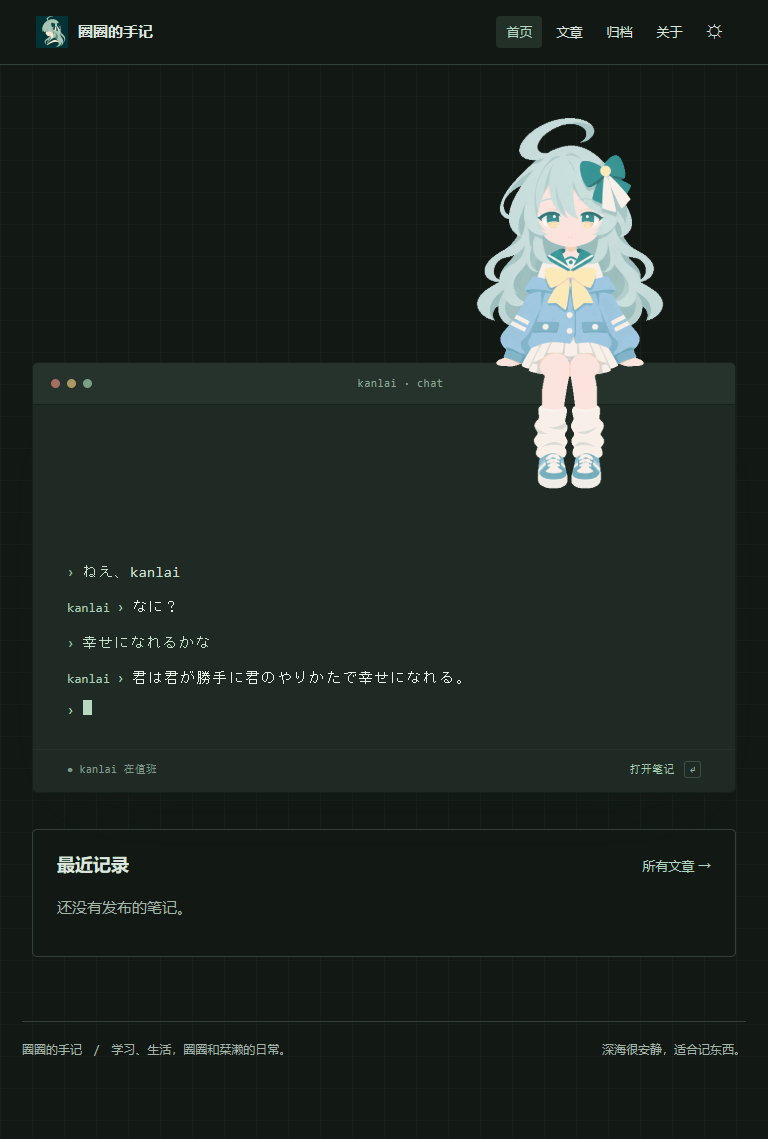 圈圈的手记
首页 文章 归档 关于
kanlai · chat
› ねえ、kanlai
kanlai › なに？
› 幸せになれるかな
kanlai › 君は君が勝手に君のやりかたで幸せになれる。
›
kanlai 在值班
打开笔记 ↵
最近记录
所有文章 →
还没有发布的笔记。
圈圈的手记 / 学习、生活，圈圈和栞濑的日常。
深海很安静，适合记东西。